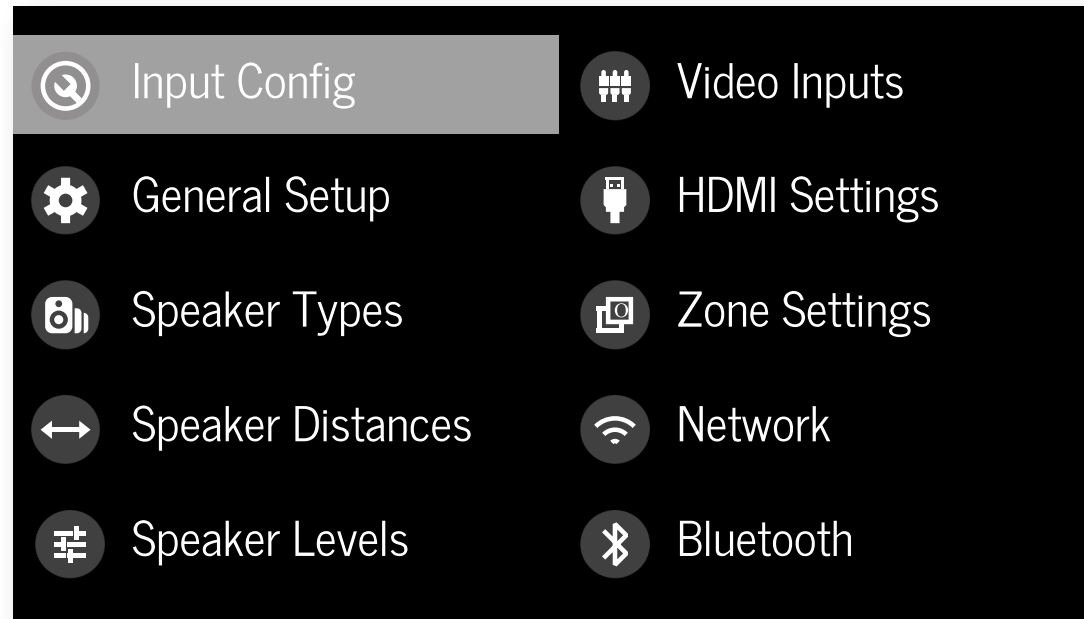 Input Config
General Setup
Speaker Types
Speaker Distances
Speaker Levels
Video Inputs
HDMI Settings
O
Zone Settings
Network
Bluetooth